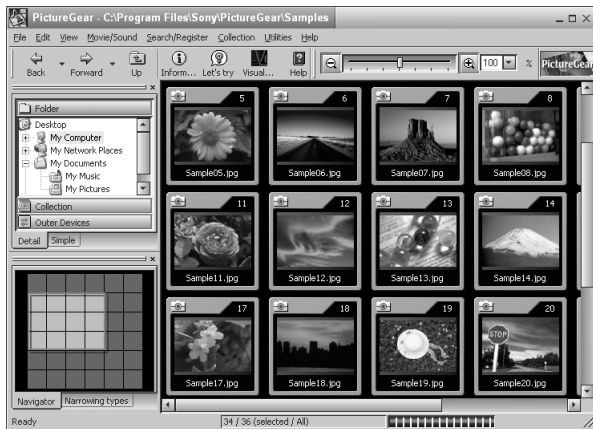 PictureGear - C:\Program Files\Sony\PictureGear\Samples
File Edit View Movie/Sound Search/Register Collection Utilities Help
Back Forward Up Inform... Let's try Visual... Help 100 % PictureGear
Folder
Desktop
My Computer
My Network Places
My Documents
My Music
My Pictures
Collection
Outer Devices
Detail Simple
Navigator Narrowing types
5 6 7 8
Sample05.jpg Sample06.jpg Sample07.jpg Sample08.jpg
11 12 13 14
Sample11.jpg Sample12.jpg Sample13.jpg Sample14.jpg
17 18 19 20
STOP
Sample17.jpg Sample18.jpg Sample19.jpg Sample20.jpg
Ready 34 / 36 (selected / All)